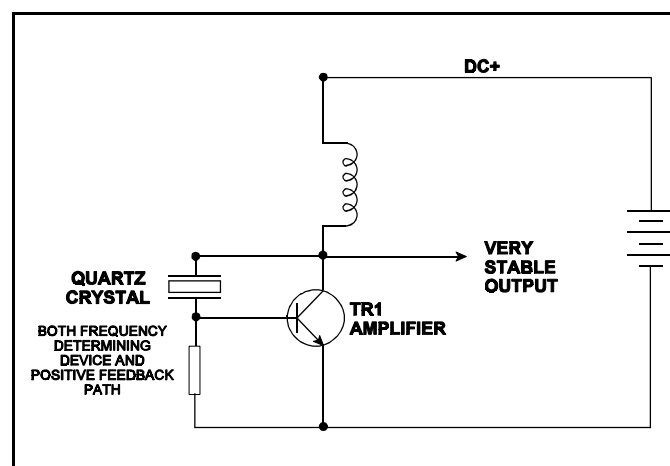 DC+
VERY
STABLE
OUTPUT
QUARTZ
CRYSTAL
TR1
AMPLIFIER
BOTH FREQUENCY
DETERMINING
DEVICE AND
POSITIVE FEEDBACK
PATH